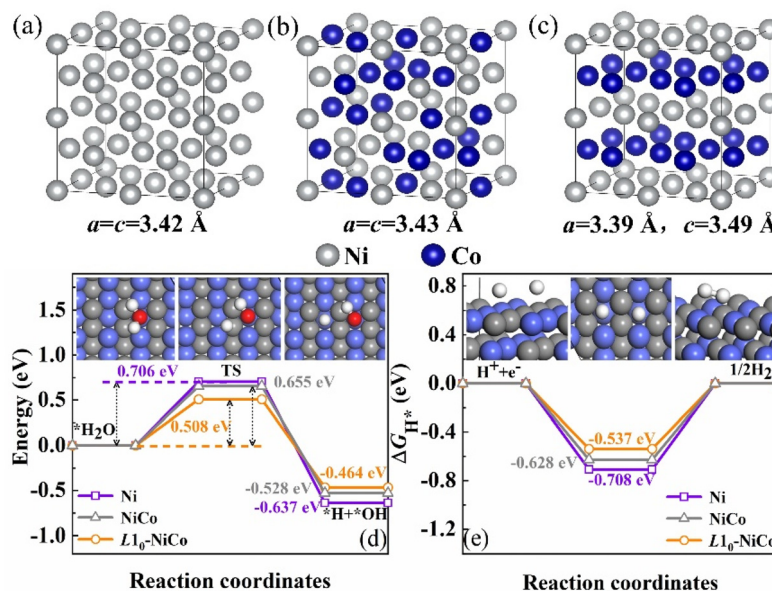 (a)
(b)
(c)
a=c=3.42 Å
a=c=3.43 Å
a=3.39 Å, c=3.49 Å
Ni
Co
Energy (eV)
1.5
1.0
0.5
0.0
-0.5
-1.0
0.706 eV
TS
0.655 eV
*H₂O
0.508 eV
-0.464 eV
-0.528 eV
-0.637 eV
*H+*OH
Ni
NiCo
L1₀-NiCo
(d)
Reaction coordinates
ΔG_H* (eV)
0.8
0.4
0.0
-0.4
-0.8
-1.2
H⁺+e⁻
1/2H₂
-0.537 eV
-0.628 eV
-0.708 eV
Ni
NiCo
L1₀-NiCo
(e)
Reaction coordinates